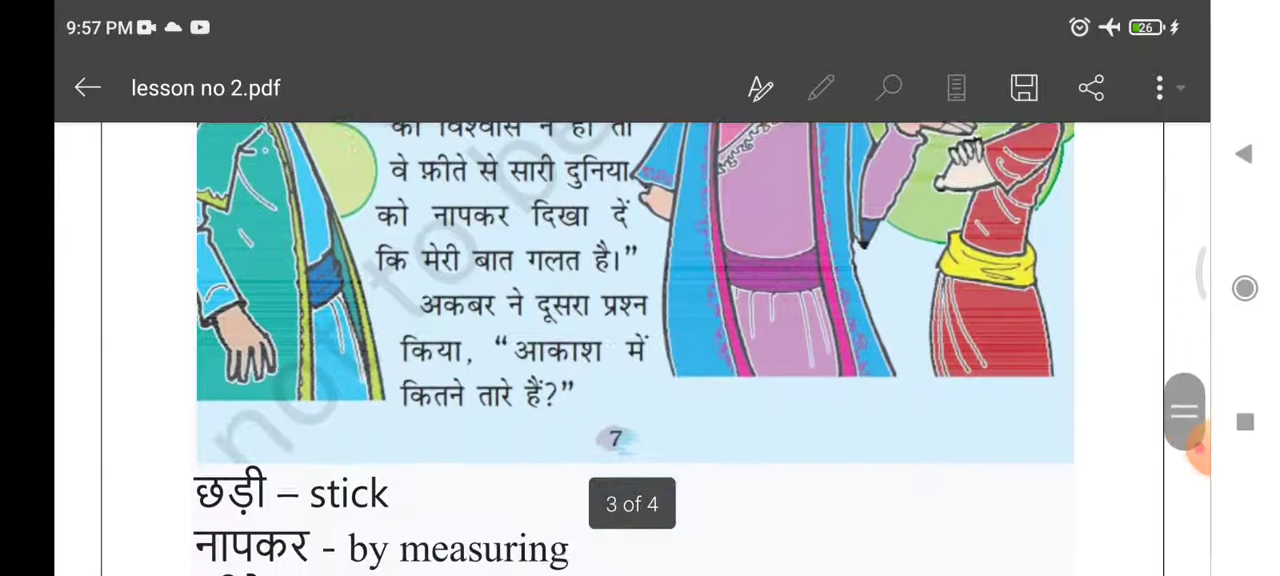 9:57 PM
26
lesson no 2.pdf
को विश्वास न हो तो
वे फ़ीते से सारी दुनिया
को नापकर दिखा दें
कि मेरी बात गलत है।”
अकबर ने दूसरा प्रश्न
किया, “आकाश में
कितने तारे हैं?”
7
छड़ी – stick
3 of 4
नापकर - by measuring